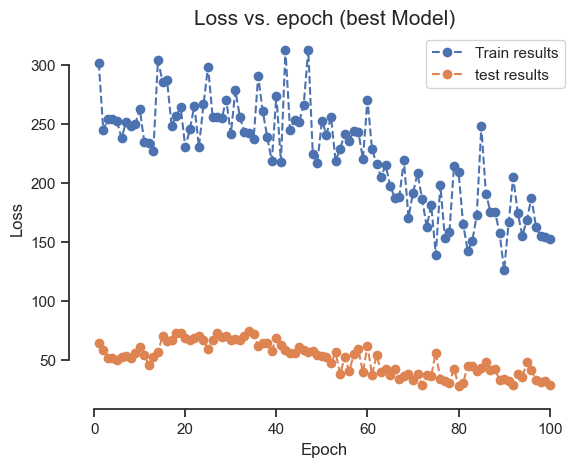 Loss vs. epoch (best Model)
Train results
test results
300
250
200
150
100
50
Loss
0
20
40
60
80
100
Epoch